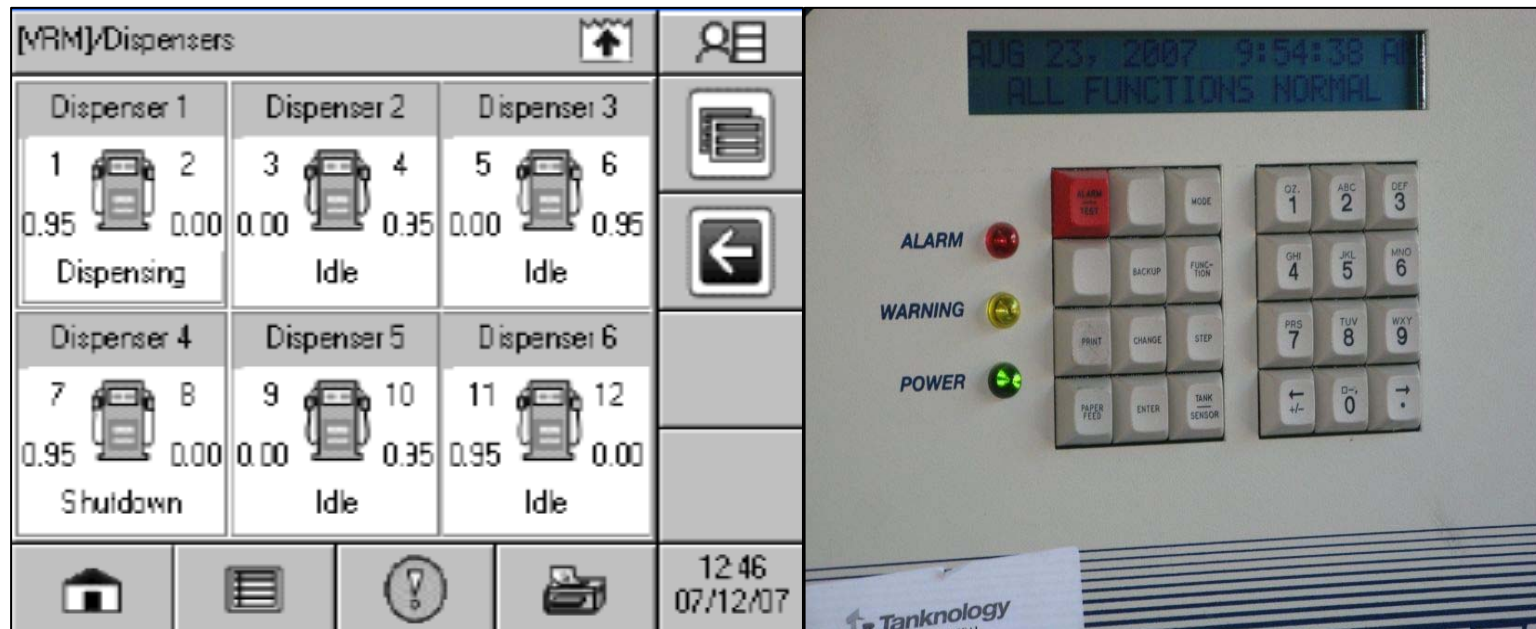 [VRM]/Dispensers
Dispenser 1
Dispenser 2
Dispenser 3
1 2
3 4
5 6
0.95 0.00
0.00 0.95
0.00 0.95
Dispensing
Idle
Idle
Dispenser 4
Dispenser 5
Dispenser 6
7 8
9 10
11 12
0.95 0.00
0.00 0.95
0.95 0.00
Shutdown
Idle
Idle
12:46
07/12/07
AUG 23, 2007 9:54:38 AM
ALL FUNCTIONS NORMAL
ALARM
WARNING
POWER
ALARM
TEST
MODE
BACKUP
FUNC-
TION
PRINT
CHANGE
STEP
PAPER
FEED
ENTER
TANK
SENSOR
QZ.
1
ABC
2
DEF
3
GHI
4
JKL
5
MNO
6
PRS
7
TUV
8
WXY
9
← +/-
0
→ .
Tanknology